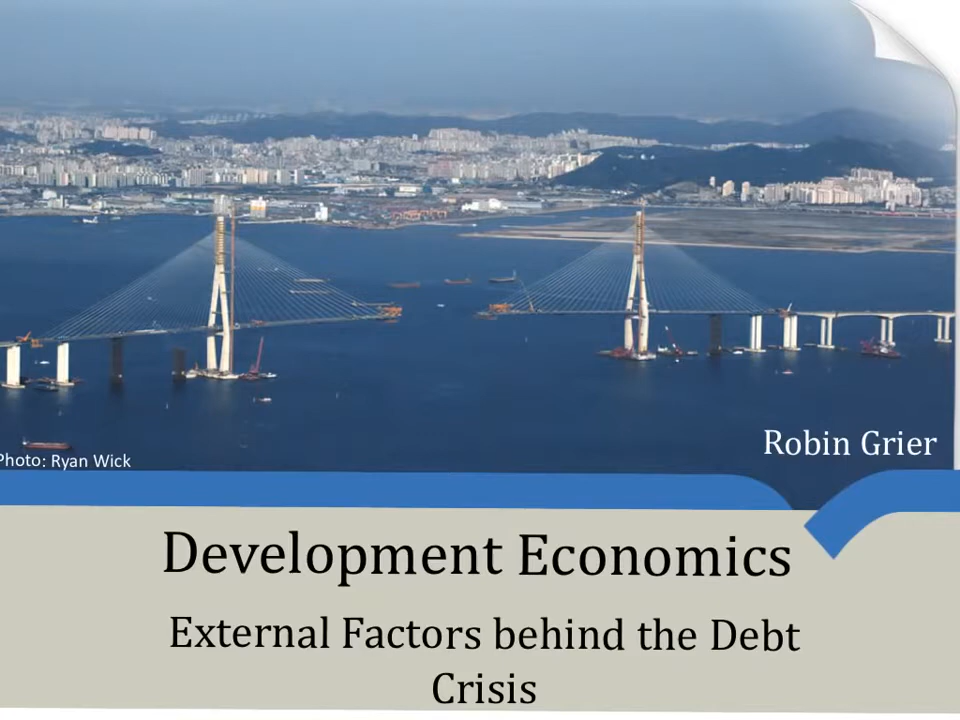 Robin Grier
Photo: Ryan Wick
Development Economics
External Factors behind the Debt
Crisis